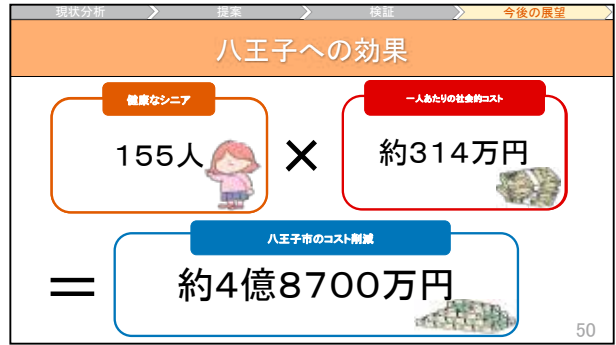 現状分析 提案 検証 今後の展望
八王子への効果
健康なシニア
155人
×
一人あたりの社会的コスト
約314万円
=
八王子市のコスト削減
約4億8700万円
50